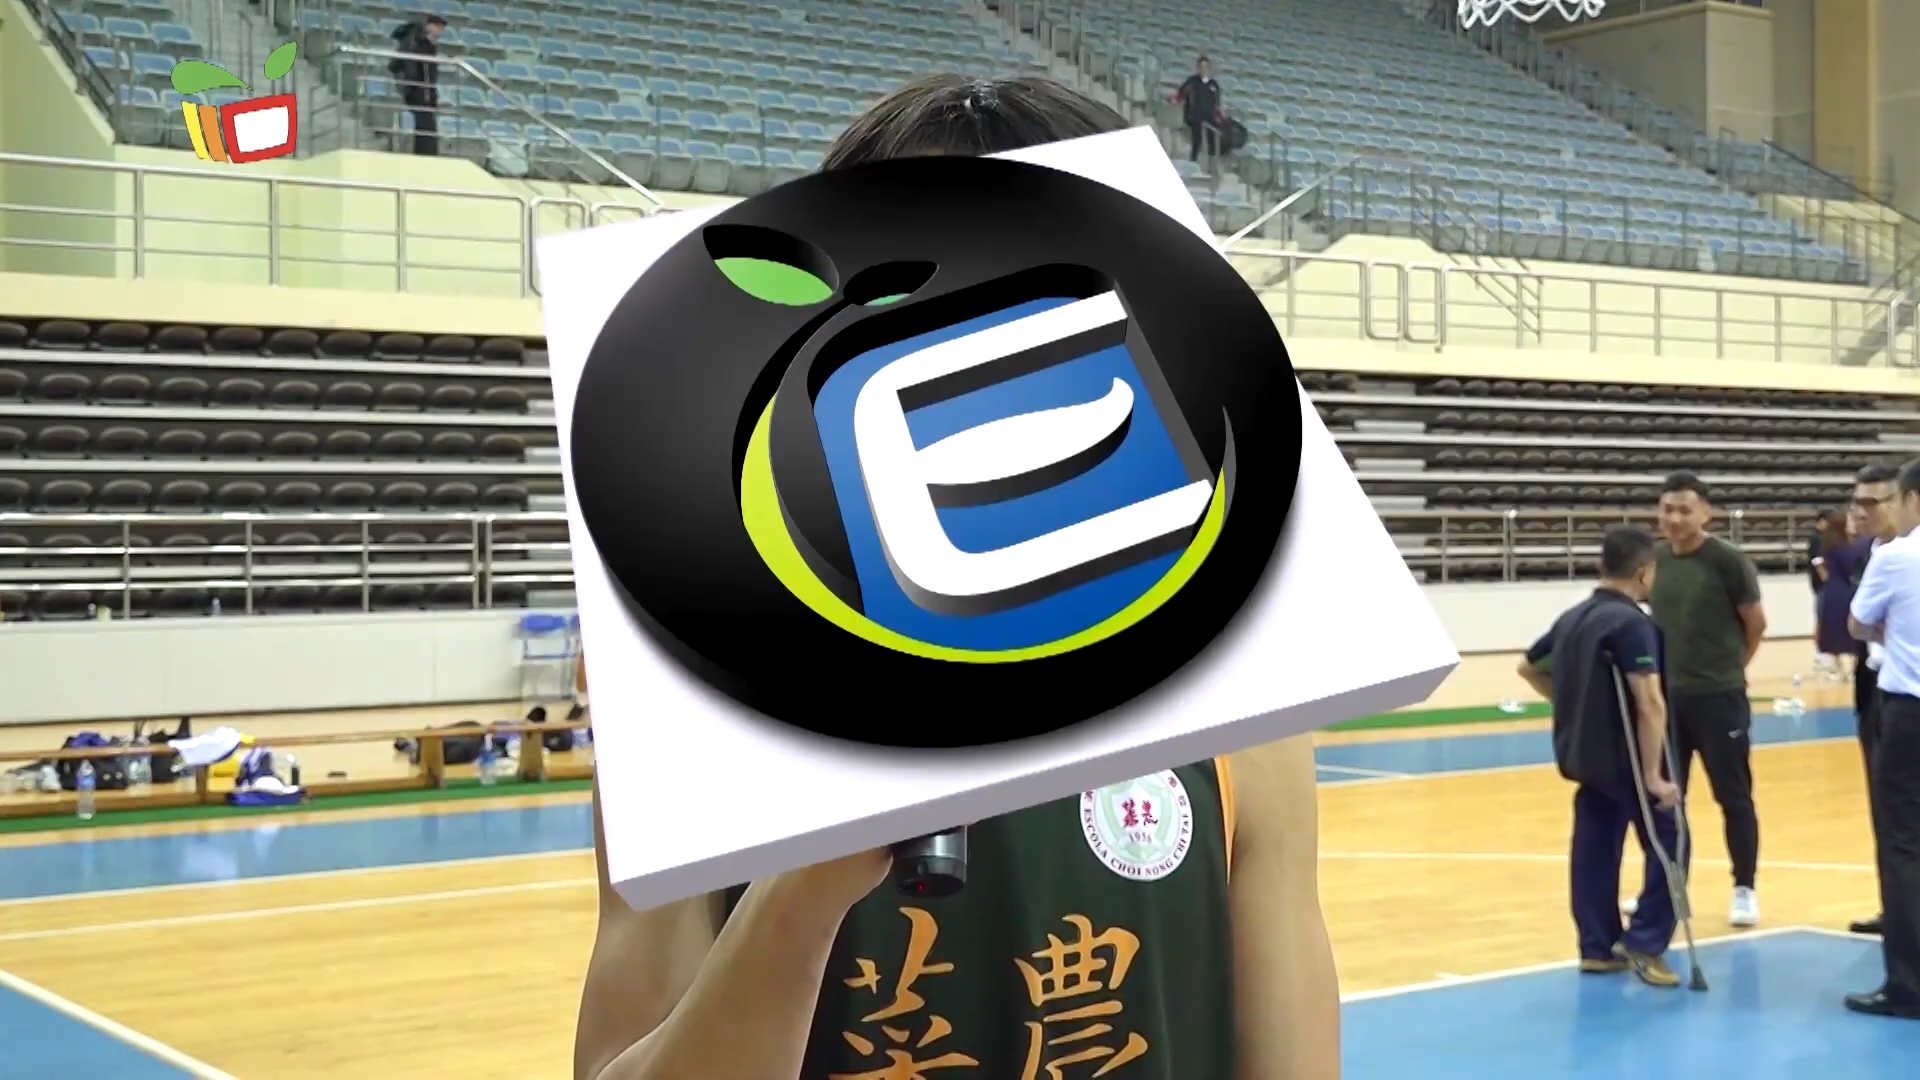 E
菜農
1956
ESCOLA CHOI NONG CHI TAI
菜農